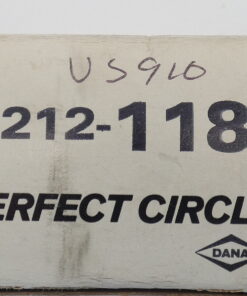 US910
212-118
ERFECT CIRCL
DANA